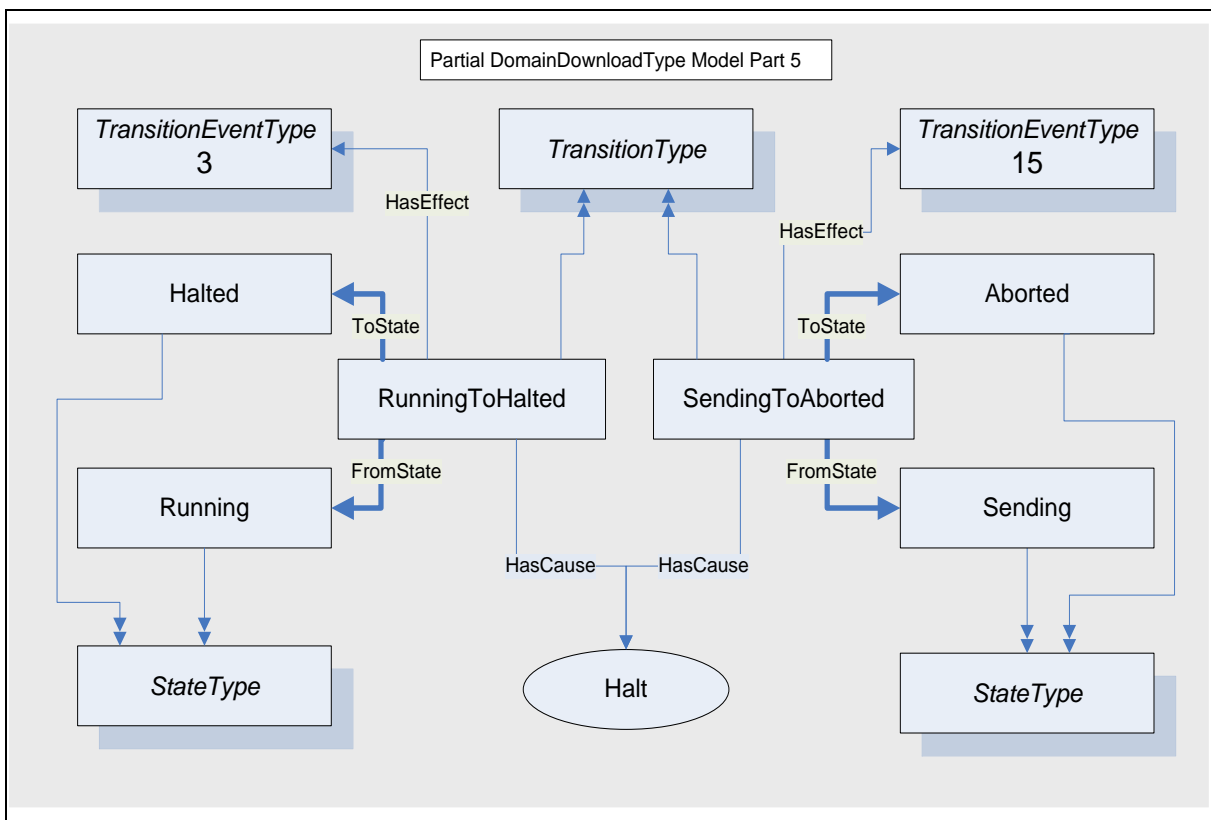 Partial DomainDownloadType Model Part 5
TransitionEventType
3
TransitionType
TransitionEventType
15
HasEffect
HasEffect
Halted
Aborted
ToState
ToState
RunningToHalted
SendingToAborted
FromState
FromState
Running
Sending
HasCause
HasCause
StateType
Halt
StateType